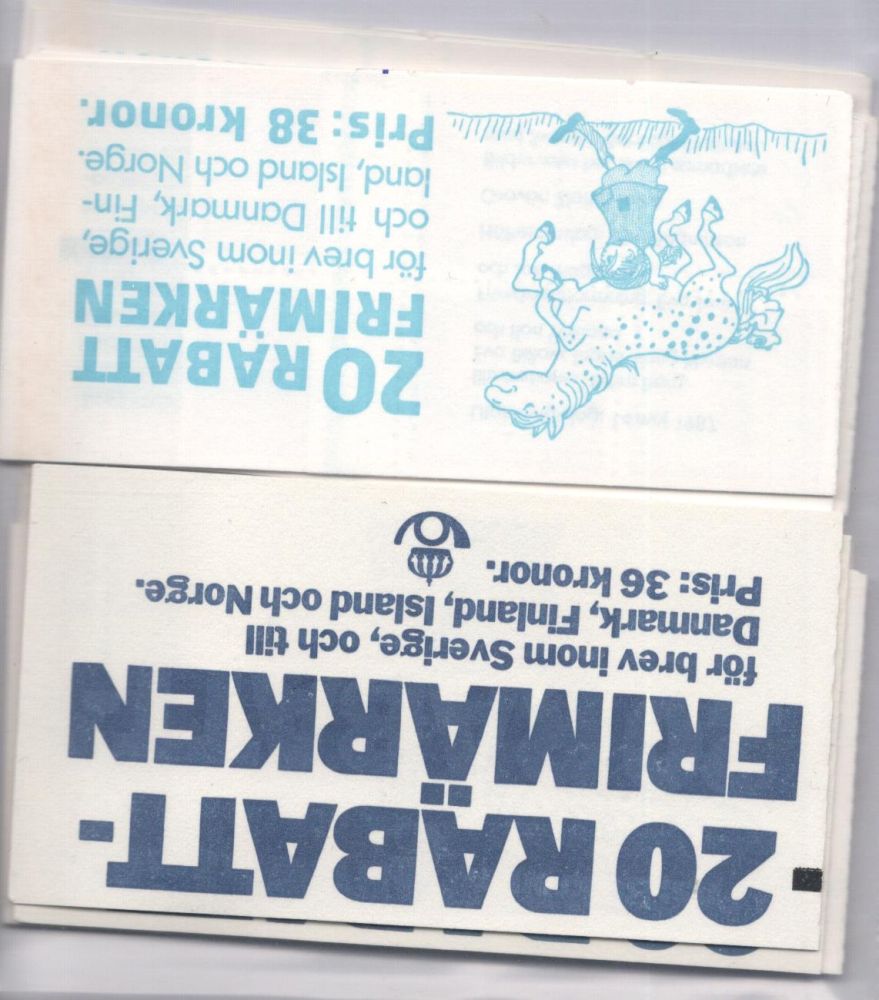 20 RABATT-
FRIMÄRKEN
för brev inom Sverige, och till
Danmark, Finland, Island och Norge.
Pris: 36 kronor.
20 RABATT
FRIMÄRKEN
för brev inom Sverige,
och till Danmark, Fin-
land, Island och Norge.
Pris: 38 kronor.